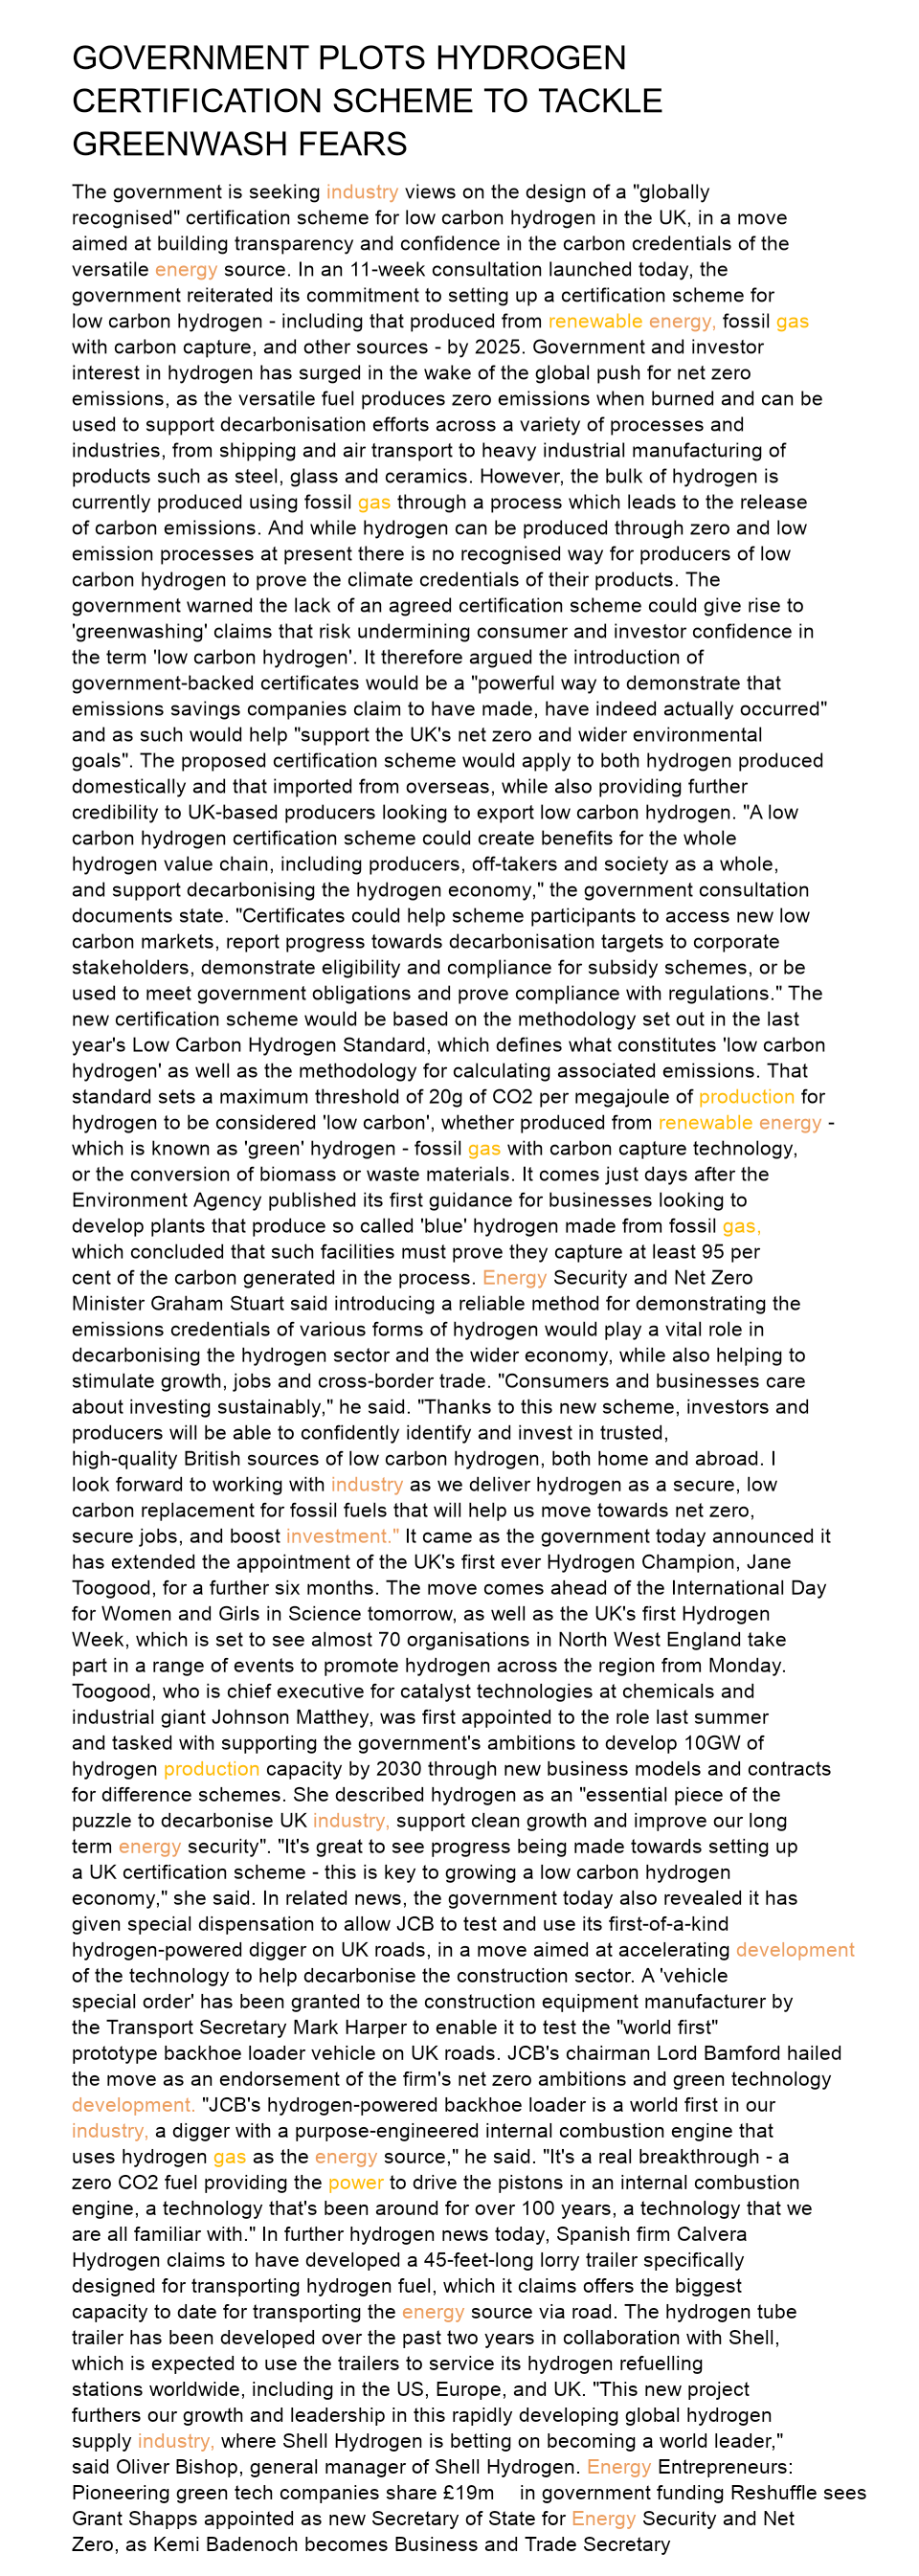 GOVERNMENT PLOTS HYDROGEN
CERTIFICATION SCHEME TO TACKLE
GREENWASH FEARS
The government is seeking industry views on the design of a "globally
recognised" certification scheme for low carbon hydrogen in the UK, in a move
aimed at building transparency and confidence in the carbon credentials of the
versatile energy source. In an 11-week consultation launched today, the
government reiterated its commitment to setting up a certification scheme for
low carbon hydrogen - including that produced from renewable energy, fossil gas
with carbon capture, and other sources - by 2025. Government and investor
interest in hydrogen has surged in the wake of the global push for net zero
emissions, as the versatile fuel produces zero emissions when burned and can be
used to support decarbonisation efforts across a variety of processes and
industries, from shipping and air transport to heavy industrial manufacturing of
products such as steel, glass and ceramics. However, the bulk of hydrogen is
currently produced using fossil gas through a process which leads to the release
of carbon emissions. And while hydrogen can be produced through zero and low
emission processes at present there is no recognised way for producers of low
carbon hydrogen to prove the climate credentials of their products. The
government warned the lack of an agreed certification scheme could give rise to
'greenwashing' claims that risk undermining consumer and investor confidence in
the term 'low carbon hydrogen'. It therefore argued the introduction of
government-backed certificates would be a "powerful way to demonstrate that
emissions savings companies claim to have made, have indeed actually occurred"
and as such would help "support the UK's net zero and wider environmental
goals". The proposed certification scheme would apply to both hydrogen produced
domestically and that imported from overseas, while also providing further
credibility to UK-based producers looking to export low carbon hydrogen. "A low
carbon hydrogen certification scheme could create benefits for the whole
hydrogen value chain, including producers, off-takers and society as a whole,
and support decarbonising the hydrogen economy," the government consultation
documents state. "Certificates could help scheme participants to access new low
carbon markets, report progress towards decarbonisation targets to corporate
stakeholders, demonstrate eligibility and compliance for subsidy schemes, or be
used to meet government obligations and prove compliance with regulations." The
new certification scheme would be based on the methodology set out in the last
year's Low Carbon Hydrogen Standard, which defines what constitutes 'low carbon
hydrogen' as well as the methodology for calculating associated emissions. That
standard sets a maximum threshold of 20g of CO2 per megajoule of production for
hydrogen to be considered 'low carbon', whether produced from renewable energy -
which is known as 'green' hydrogen - fossil gas with carbon capture technology,
or the conversion of biomass or waste materials. It comes just days after the
Environment Agency published its first guidance for businesses looking to
develop plants that produce so called 'blue' hydrogen made from fossil gas,
which concluded that such facilities must prove they capture at least 95 per
cent of the carbon generated in the process. Energy Security and Net Zero
Minister Graham Stuart said introducing a reliable method for demonstrating the
emissions credentials of various forms of hydrogen would play a vital role in
decarbonising the hydrogen sector and the wider economy, while also helping to
stimulate growth, jobs and cross-border trade. "Consumers and businesses care
about investing sustainably," he said. "Thanks to this new scheme, investors and
producers will be able to confidently identify and invest in trusted,
high-quality British sources of low carbon hydrogen, both home and abroad. I
look forward to working with industry as we deliver hydrogen as a secure, low
carbon replacement for fossil fuels that will help us move towards net zero,
secure jobs, and boost investment." It came as the government today announced it
has extended the appointment of the UK's first ever Hydrogen Champion, Jane
Toogood, for a further six months. The move comes ahead of the International Day
for Women and Girls in Science tomorrow, as well as the UK's first Hydrogen
Week, which is set to see almost 70 organisations in North West England take
part in a range of events to promote hydrogen across the region from Monday.
Toogood, who is chief executive for catalyst technologies at chemicals and
industrial giant Johnson Matthey, was first appointed to the role last summer
and tasked with supporting the government's ambitions to develop 10GW of
hydrogen production capacity by 2030 through new business models and contracts
for difference schemes. She described hydrogen as an "essential piece of the
puzzle to decarbonise UK industry, support clean growth and improve our long
term energy security". "It's great to see progress being made towards setting up
a UK certification scheme - this is key to growing a low carbon hydrogen
economy," she said. In related news, the government today also revealed it has
given special dispensation to allow JCB to test and use its first-of-a-kind
hydrogen-powered digger on UK roads, in a move aimed at accelerating development
of the technology to help decarbonise the construction sector. A 'vehicle
special order' has been granted to the construction equipment manufacturer by
the Transport Secretary Mark Harper to enable it to test the "world first"
prototype backhoe loader vehicle on UK roads. JCB's chairman Lord Bamford hailed
the move as an endorsement of the firm's net zero ambitions and green technology
development. "JCB's hydrogen-powered backhoe loader is a world first in our
industry, a digger with a purpose-engineered internal combustion engine that
uses hydrogen gas as the energy source," he said. "It's a real breakthrough - a
zero CO2 fuel providing the power to drive the pistons in an internal combustion
engine, a technology that's been around for over 100 years, a technology that we
are all familiar with." In further hydrogen news today, Spanish firm Calvera
Hydrogen claims to have developed a 45-feet-long lorry trailer specifically
designed for transporting hydrogen fuel, which it claims offers the biggest
capacity to date for transporting the energy source via road. The hydrogen tube
trailer has been developed over the past two years in collaboration with Shell,
which is expected to use the trailers to service its hydrogen refuelling
stations worldwide, including in the US, Europe, and UK. "This new project
furthers our growth and leadership in this rapidly developing global hydrogen
supply industry, where Shell Hydrogen is betting on becoming a world leader,"
said Oliver Bishop, general manager of Shell Hydrogen. Energy Entrepreneurs:
Pioneering green tech companies share £19m in government funding Reshuffle sees
Grant Shapps appointed as new Secretary of State for Energy Security and Net
Zero, as Kemi Badenoch becomes Business and Trade Secretary